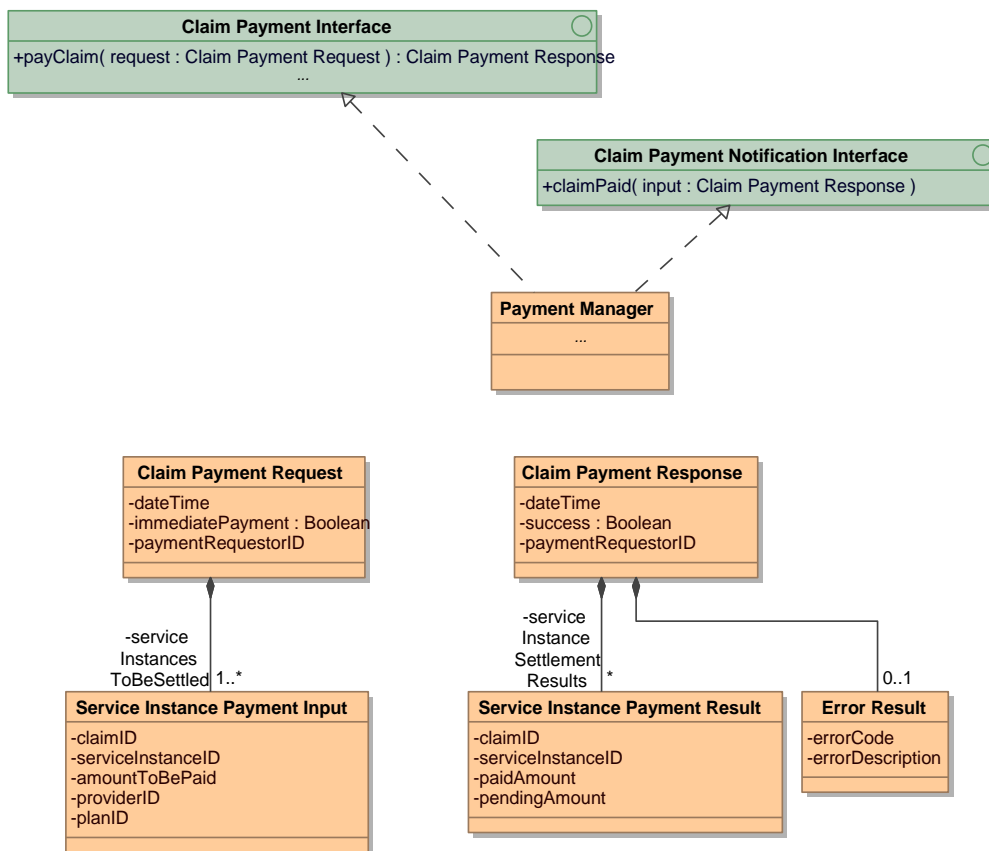 Claim Payment Interface
+payClaim( request : Claim Payment Request ) : Claim Payment Response
...
Claim Payment Notification Interface
+claimPaid( input : Claim Payment Response )
Payment Manager
...
Claim Payment Request
-dateTime
-immediatePayment : Boolean
-paymentRequestorID
Claim Payment Response
-dateTime
-success : Boolean
-paymentRequestorID
-service
Instances
ToBeSettled
1..*
-service
Instance
Settlement
Results
*
0..1
Service Instance Payment Input
-claimID
-serviceInstanceID
-amountToBePaid
-providerID
-planID
Service Instance Payment Result
-claimID
-serviceInstanceID
-paidAmount
-pendingAmount
Error Result
-errorCode
-errorDescription